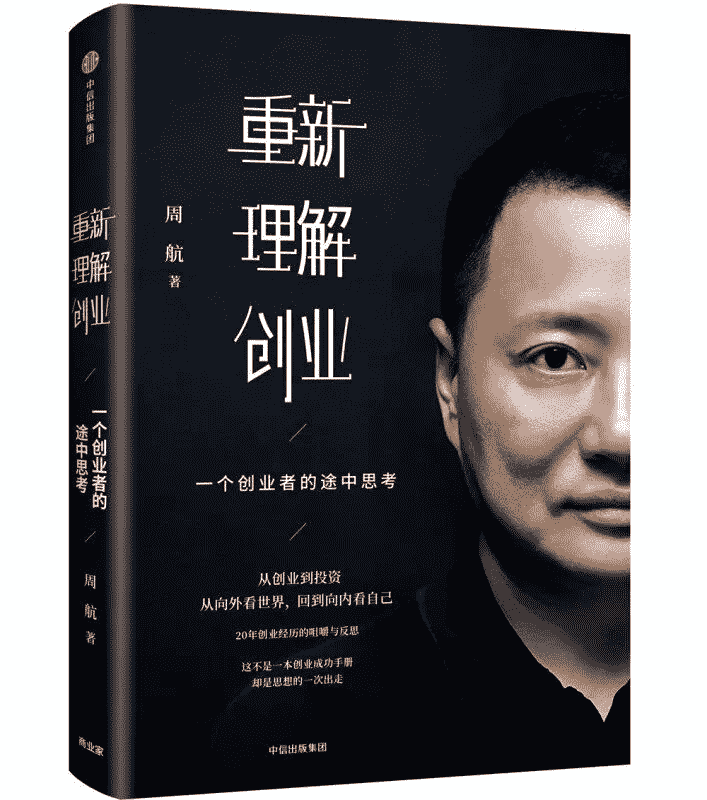 中信出版集团
重新
理解
创业
一个创业者的
途中思考
周航 著
商业家
重新
理解
创业
周航 著
一个创业者的途中思考
从创业到投资
从向外看世界，回到向内看自己
20年创业经历的咀嚼与反思
这不是一本创业成功手册
却是思想的一次出走
中信出版集团